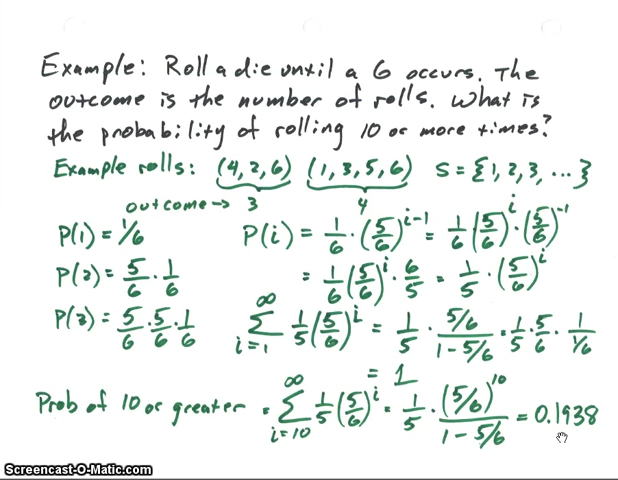 Example: Roll a die until a 6 occurs. The
outcome is the number of rolls. What is
the probability of rolling 10 or more times?
Example rolls: (4, 2, 6) (1, 3, 5, 6) S = {1, 2, 3, ...}
outcome → 3 4
P(1) = 1/6 P(i) = 1/6 · (5/6)^(i-1) = 1/6 (5/6)^i · (5/6)^-1
P(2) = 5/6 · 1/6 = 1/6 (5/6)^i · 6/5 = 1/5 · (5/6)^i
P(3) = 5/6 · 5/6 · 1/6 ∑_{i=1}^{∞} 1/5 (5/6)^i = 1/5 · (5/6)/(1 - 5/6) = 1/5 · 5/6 · 1/(1/6)
= 1
Prob of 10 or greater = ∑_{i=10}^{∞} 1/5 (5/6)^i = 1/5 · (5/6)^10/(1 - 5/6) = 0.1938
Screencast-O-Matic.com